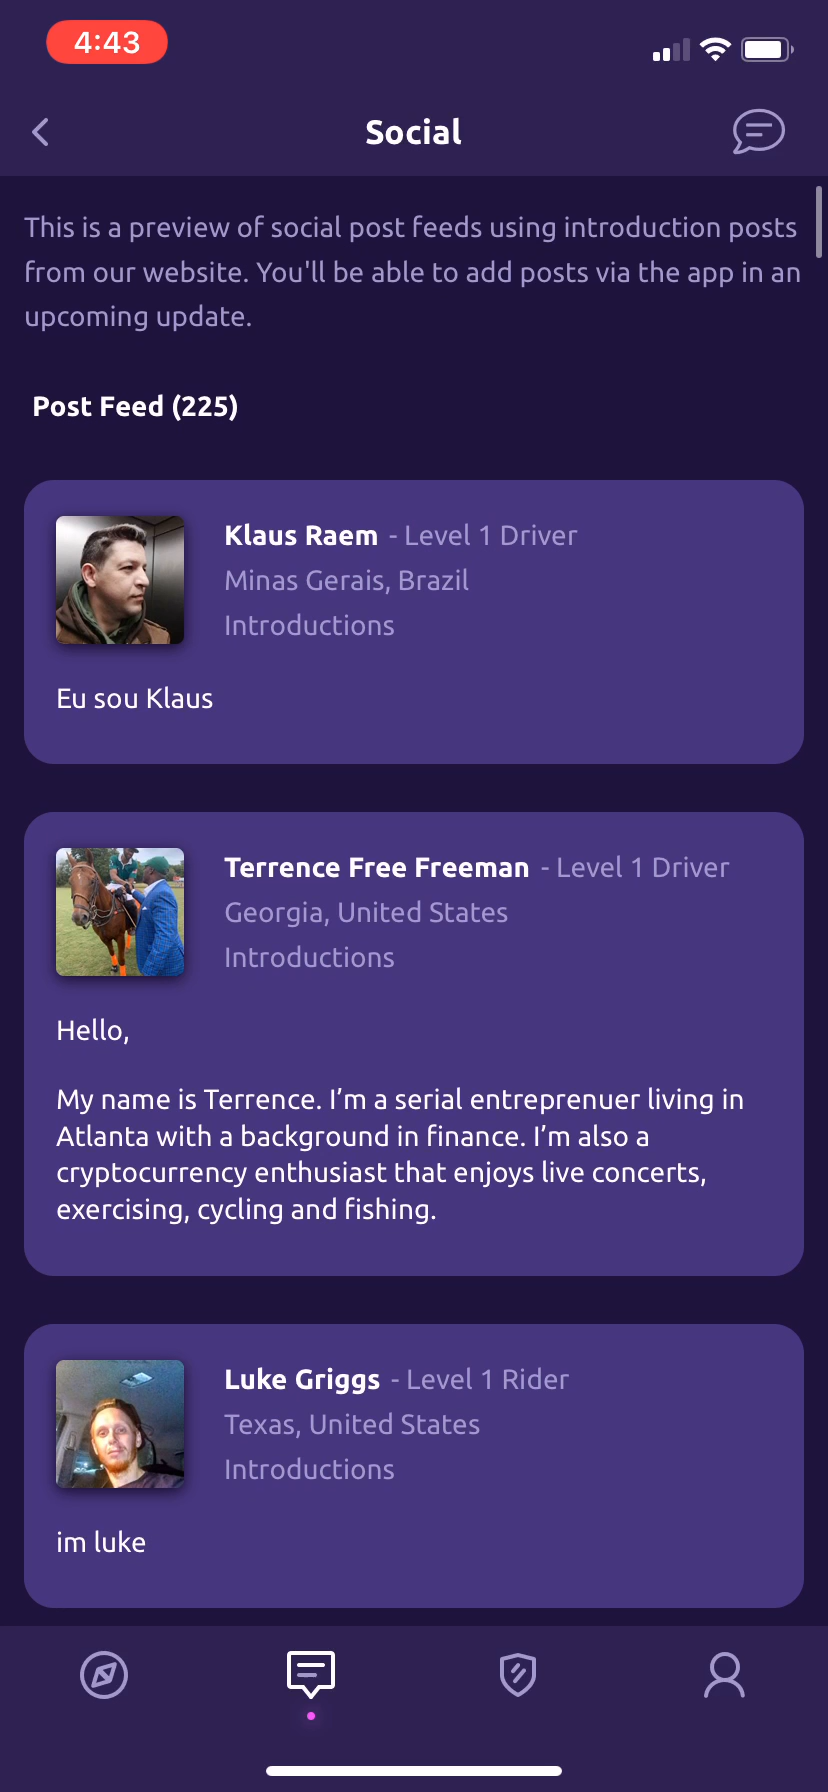 4:43
Social
This is a preview of social post feeds using introduction posts
from our website. You'll be able to add posts via the app in an
upcoming update.
Post Feed (225)
Klaus Raem - Level 1 Driver
Minas Gerais, Brazil
Introductions
Eu sou Klaus
Terrence Free Freeman - Level 1 Driver
Georgia, United States
Introductions
Hello,
My name is Terrence. I’m a serial entreprenuer living in
Atlanta with a background in finance. I’m also a
cryptocurrency enthusiast that enjoys live concerts,
exercising, cycling and fishing.
Luke Griggs - Level 1 Rider
Texas, United States
Introductions
im luke